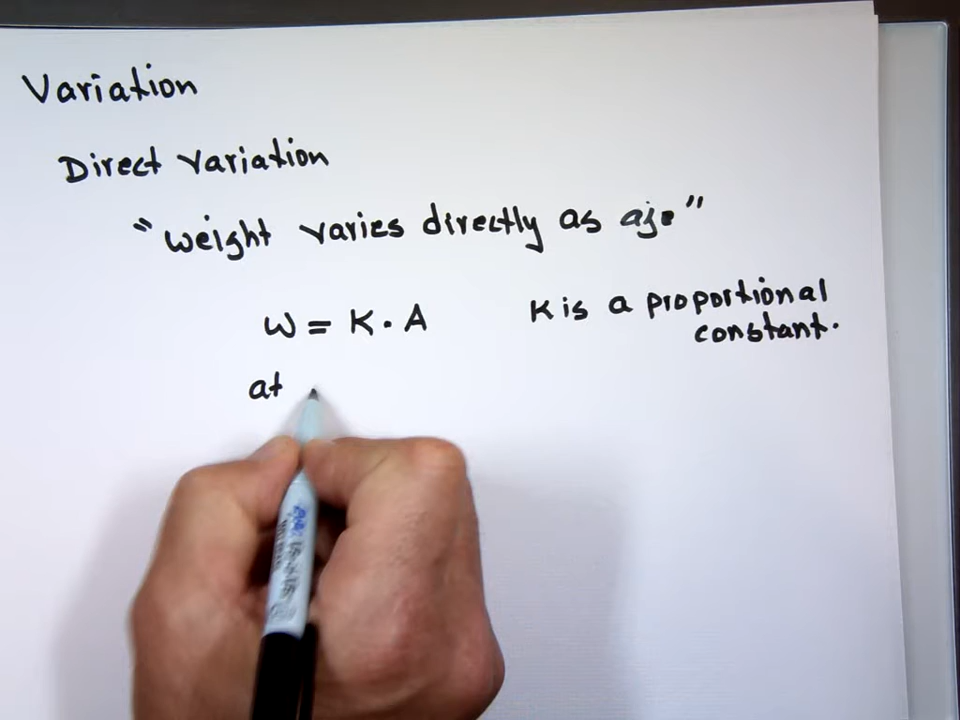 Variation
Direct variation
"weight varies directly as age"
W = K · A
K is a proportional
constant.
at